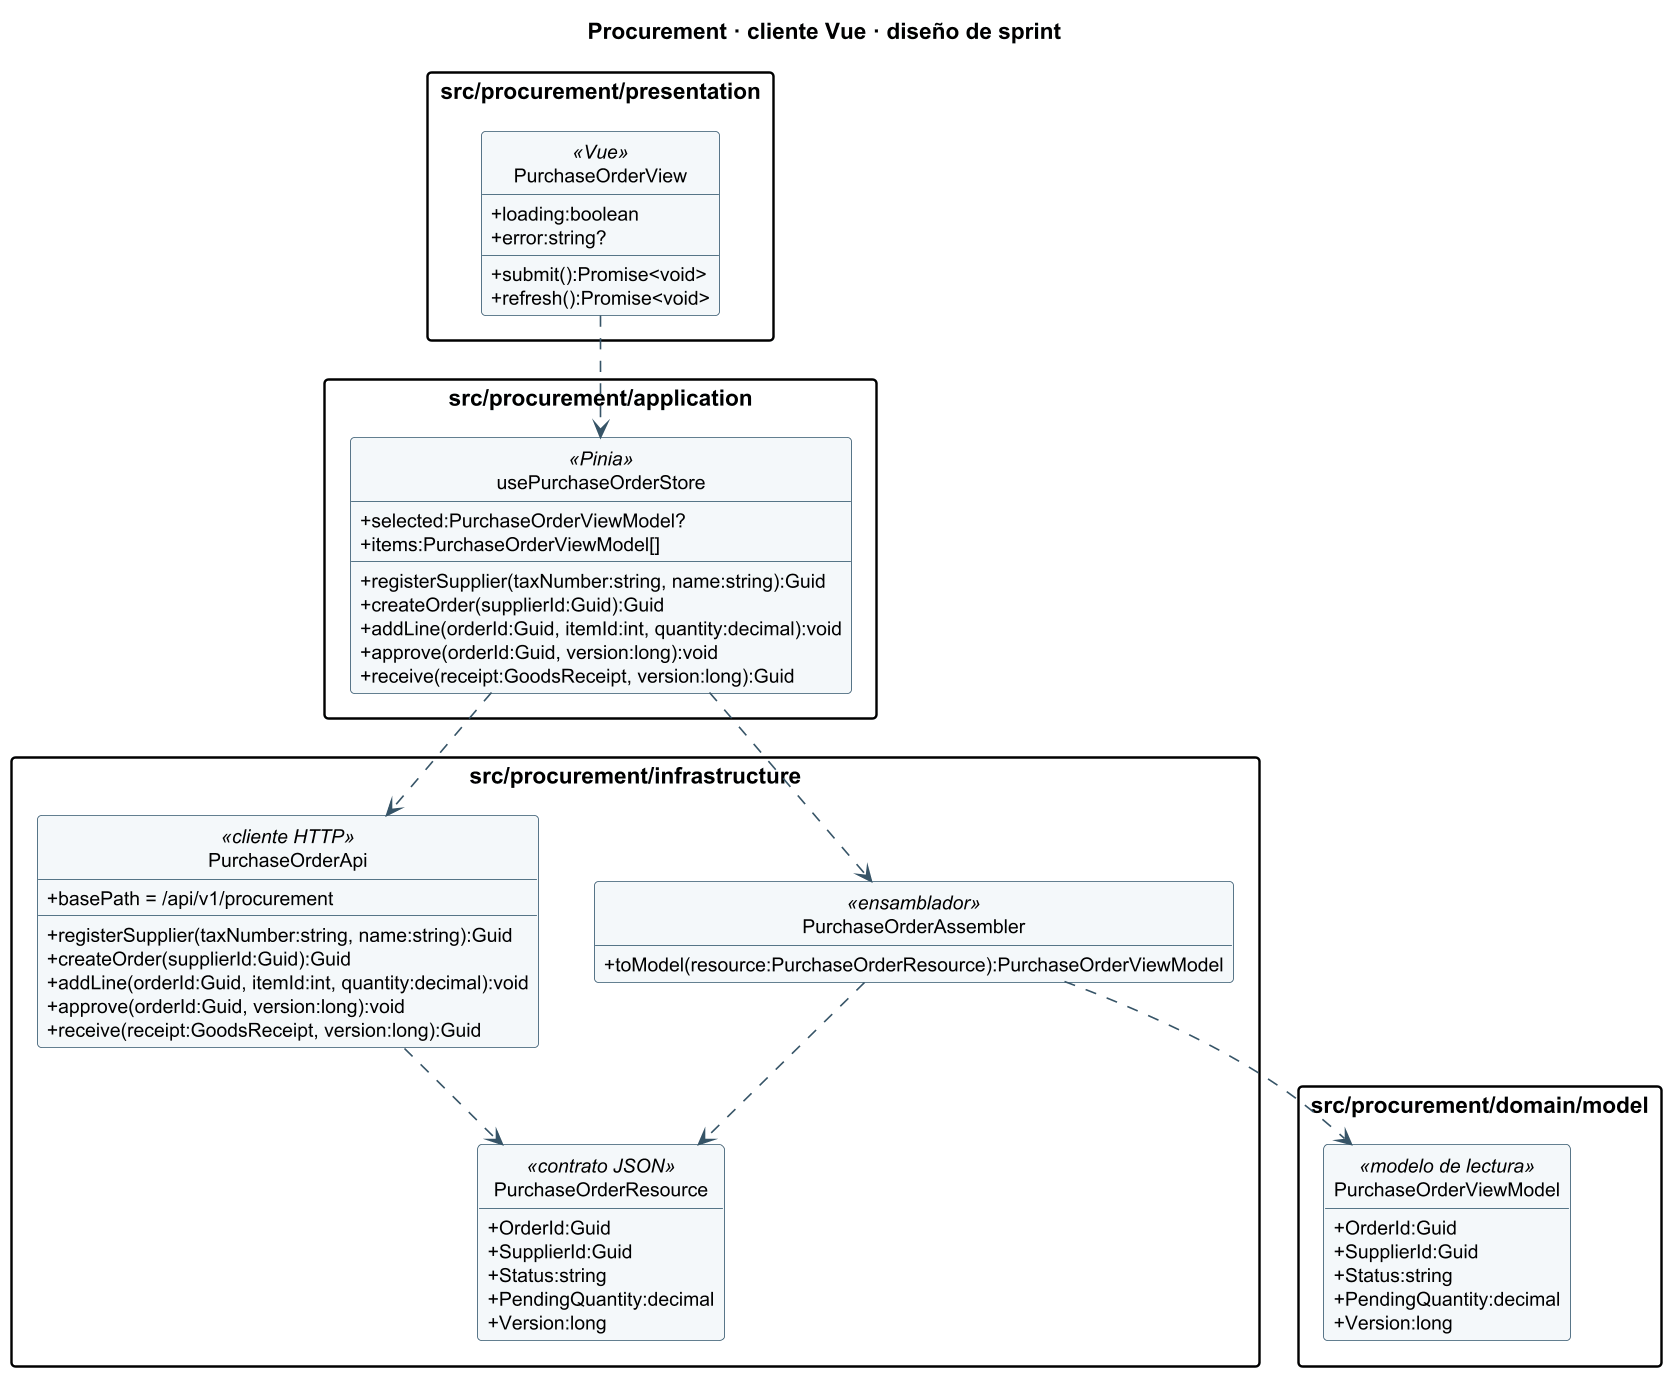 Procurement · cliente Vue · diseño de sprint
src/procurement/presentation
«Vue»
PurchaseOrderView
+loading:boolean
+error:string?
+submit():Promise<void>
+refresh():Promise<void>
src/procurement/application
«Pinia»
usePurchaseOrderStore
+selected:PurchaseOrderViewModel?
+items:PurchaseOrderViewModel[]
+registerSupplier(taxNumber:string, name:string):Guid
+createOrder(supplierId:Guid):Guid
+addLine(orderId:Guid, itemId:int, quantity:decimal):void
+approve(orderId:Guid, version:long):void
+receive(receipt:GoodsReceipt, version:long):Guid
src/procurement/infrastructure
«cliente HTTP»
PurchaseOrderApi
+basePath = /api/v1/procurement
+registerSupplier(taxNumber:string, name:string):Guid
+createOrder(supplierId:Guid):Guid
+addLine(orderId:Guid, itemId:int, quantity:decimal):void
+approve(orderId:Guid, version:long):void
+receive(receipt:GoodsReceipt, version:long):Guid
«ensamblador»
PurchaseOrderAssembler
+toModel(resource:PurchaseOrderResource):PurchaseOrderViewModel
«contrato JSON»
PurchaseOrderResource
+OrderId:Guid
+SupplierId:Guid
+Status:string
+PendingQuantity:decimal
+Version:long
src/procurement/domain/model
«modelo de lectura»
PurchaseOrderViewModel
+OrderId:Guid
+SupplierId:Guid
+Status:string
+PendingQuantity:decimal
+Version:long